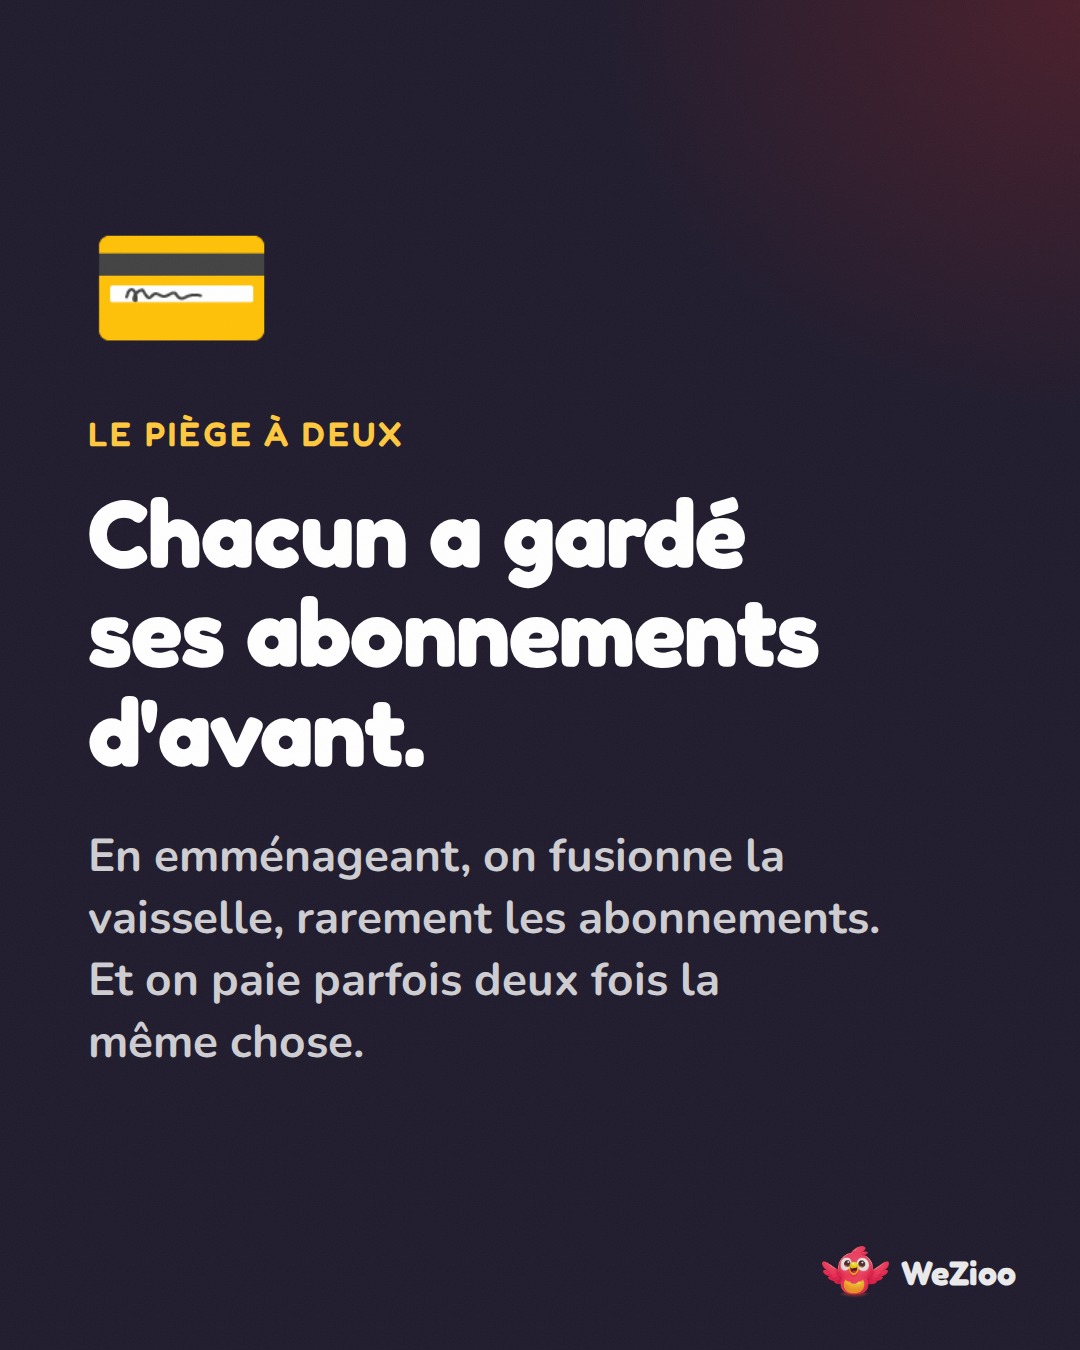 LE PIÈGE À DEUX
Chacun a gardé
ses abonnements
d'avant.
En emménageant, on fusionne la
vaisselle, rarement les abonnements.
Et on paie parfois deux fois la
même chose.
WeZioo